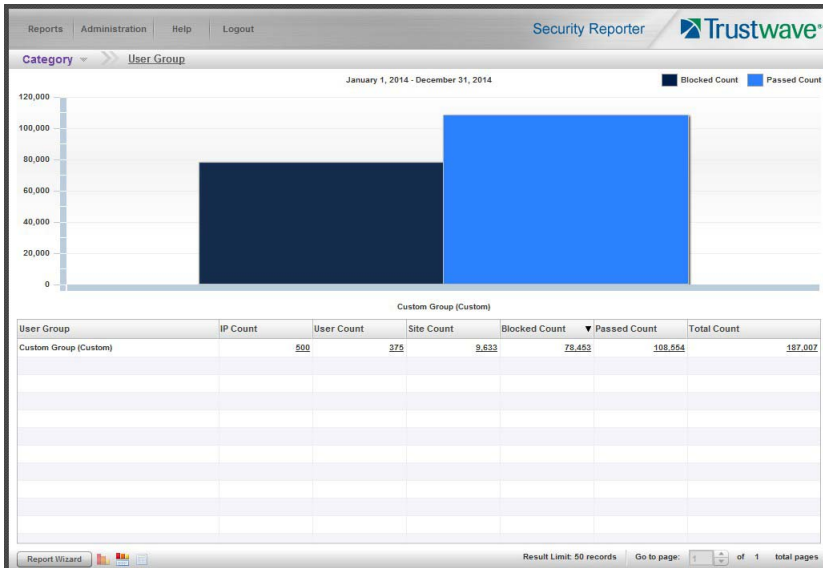 Reports Administration Help Logout
Security Reporter Trustwave®
Category User Group
January 1, 2014 - December 31, 2014
Blocked Count Passed Count
120,000
100,000
80,000
60,000
40,000
20,000
0
Custom Group (Custom)
User Group IP Count User Count Site Count Blocked Count ▼ Passed Count Total Count
Custom Group (Custom) 500 375 9,633 78,453 108,554 187,007
Report Wizard Result Limit: 50 records Go to page: 1 of 1 total pages